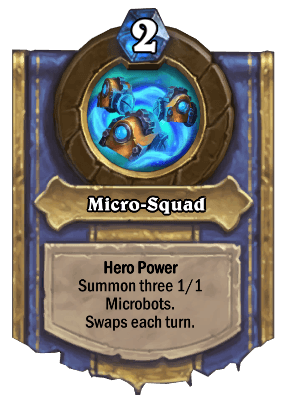 2
Micro-Squad
Hero Power
Summon three 1/1
Microbots.
Swaps each turn.